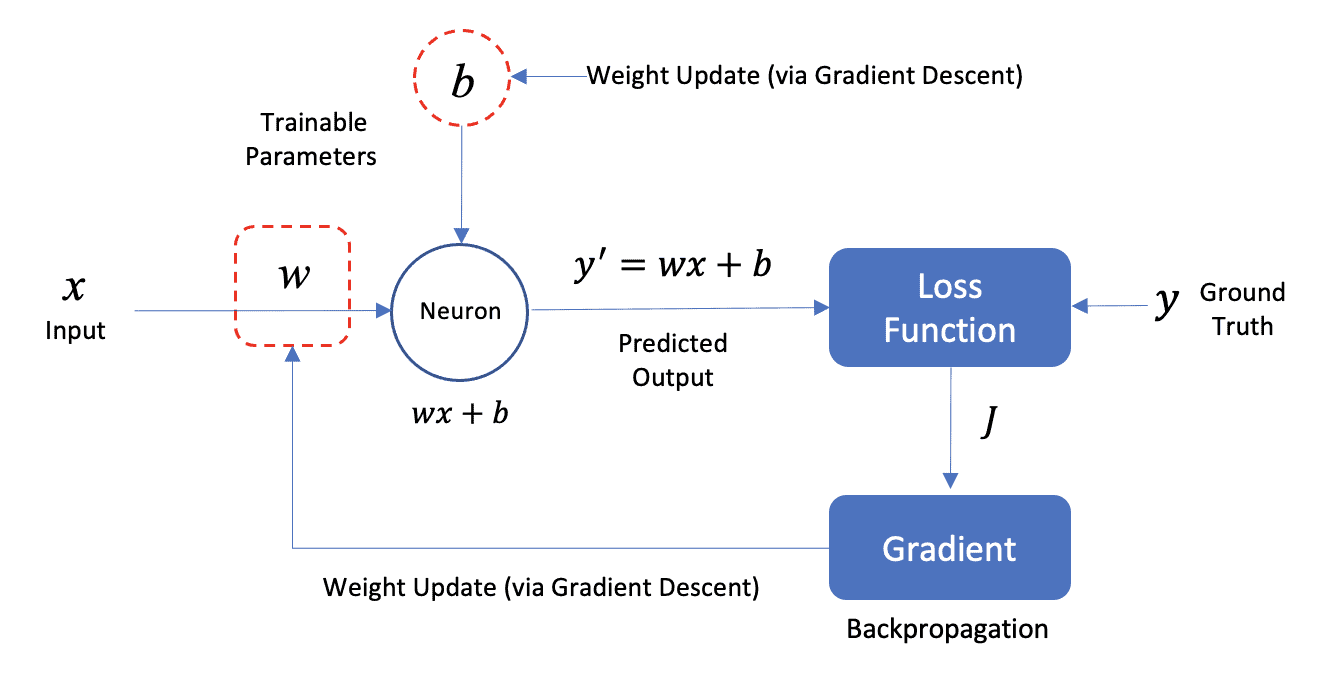 b
Weight Update (via Gradient Descent)
Trainable
Parameters
w
x
Input
Neuron
wx + b
y′ = wx + b
Predicted
Output
Loss
Function
y
Ground
Truth
J
Gradient
Weight Update (via Gradient Descent)
Backpropagation